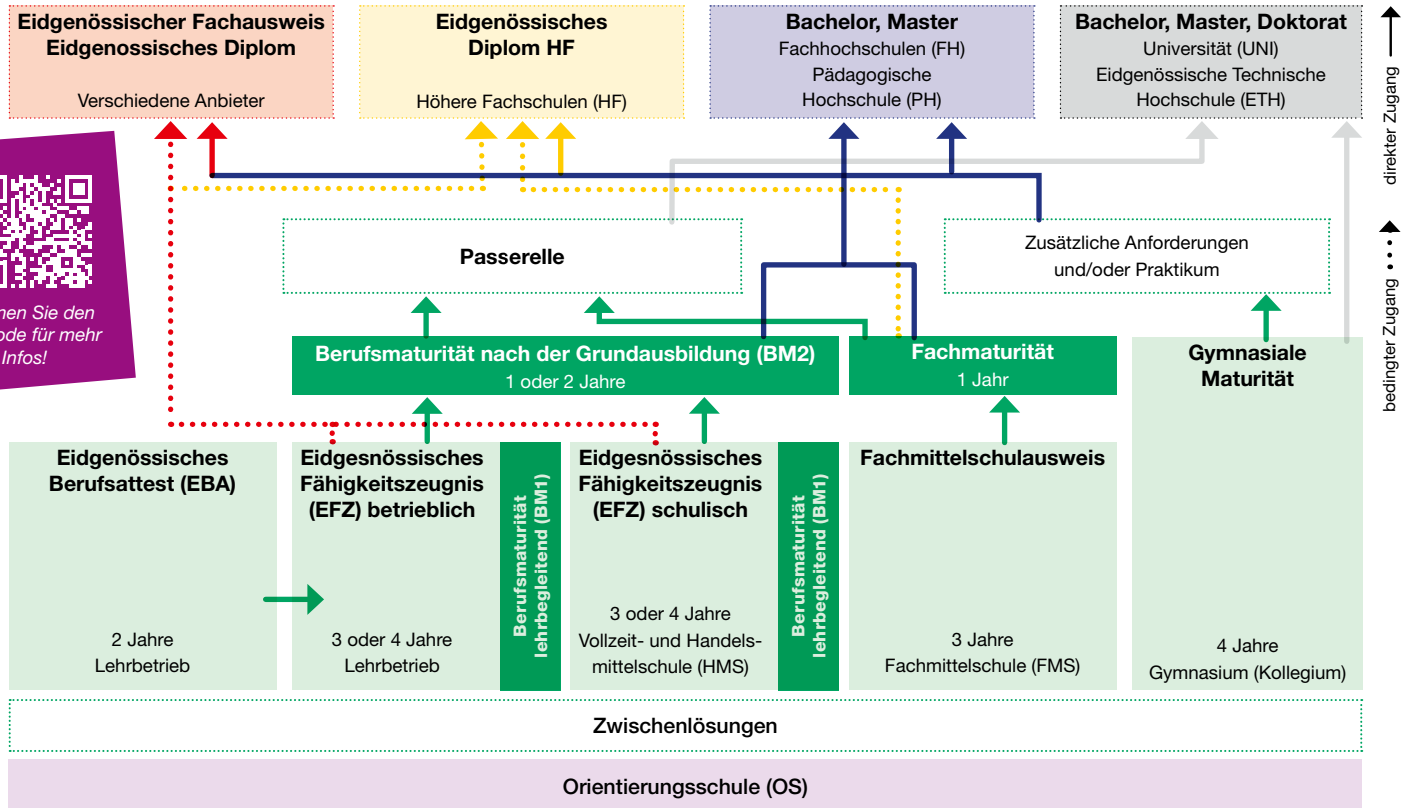 Eidgenössischer Fachausweis
Eidgenossisches Diplom
Verschiedene Anbieter
Eidgenössisches
Diplom HF
Höhere Fachschulen (HF)
Bachelor, Master
Fachhochschulen (FH)
Pädagogische
Hochschule (PH)
Bachelor, Master, Doktorat
Universität (UNI)
Eidgenössische Technische
Hochschule (ETH)
direkter Zugang
bedingter Zugang
Sie den
für mehr
Infos!
Passerelle
Zusätzliche Anforderungen
und/oder Praktikum
Berufsmaturität nach der Grundausbildung (BM2)
1 oder 2 Jahre
Fachmaturität
1 Jahr
Gymnasiale
Maturität
4 Jahre
Gymnasium (Kollegium)
Eidgenössisches
Berufsattest (EBA)
2 Jahre
Lehrbetrieb
Eidgesnössisches
Fähigkeitszeugnis
(EFZ) betrieblich
3 oder 4 Jahre
Lehrbetrieb
Berufsmaturität
lehrbegleitend (BM1)
Eidgesnössisches
Fähigkeitszeugnis
(EFZ) schulisch
3 oder 4 Jahre
Vollzeit- und Handels-
mittelschule (HMS)
Berufsmaturität
lehrbegleitend (BM1)
Fachmittelschulausweis
3 Jahre
Fachmittelschule (FMS)
Zwischenlösungen
Orientierungsschule (OS)